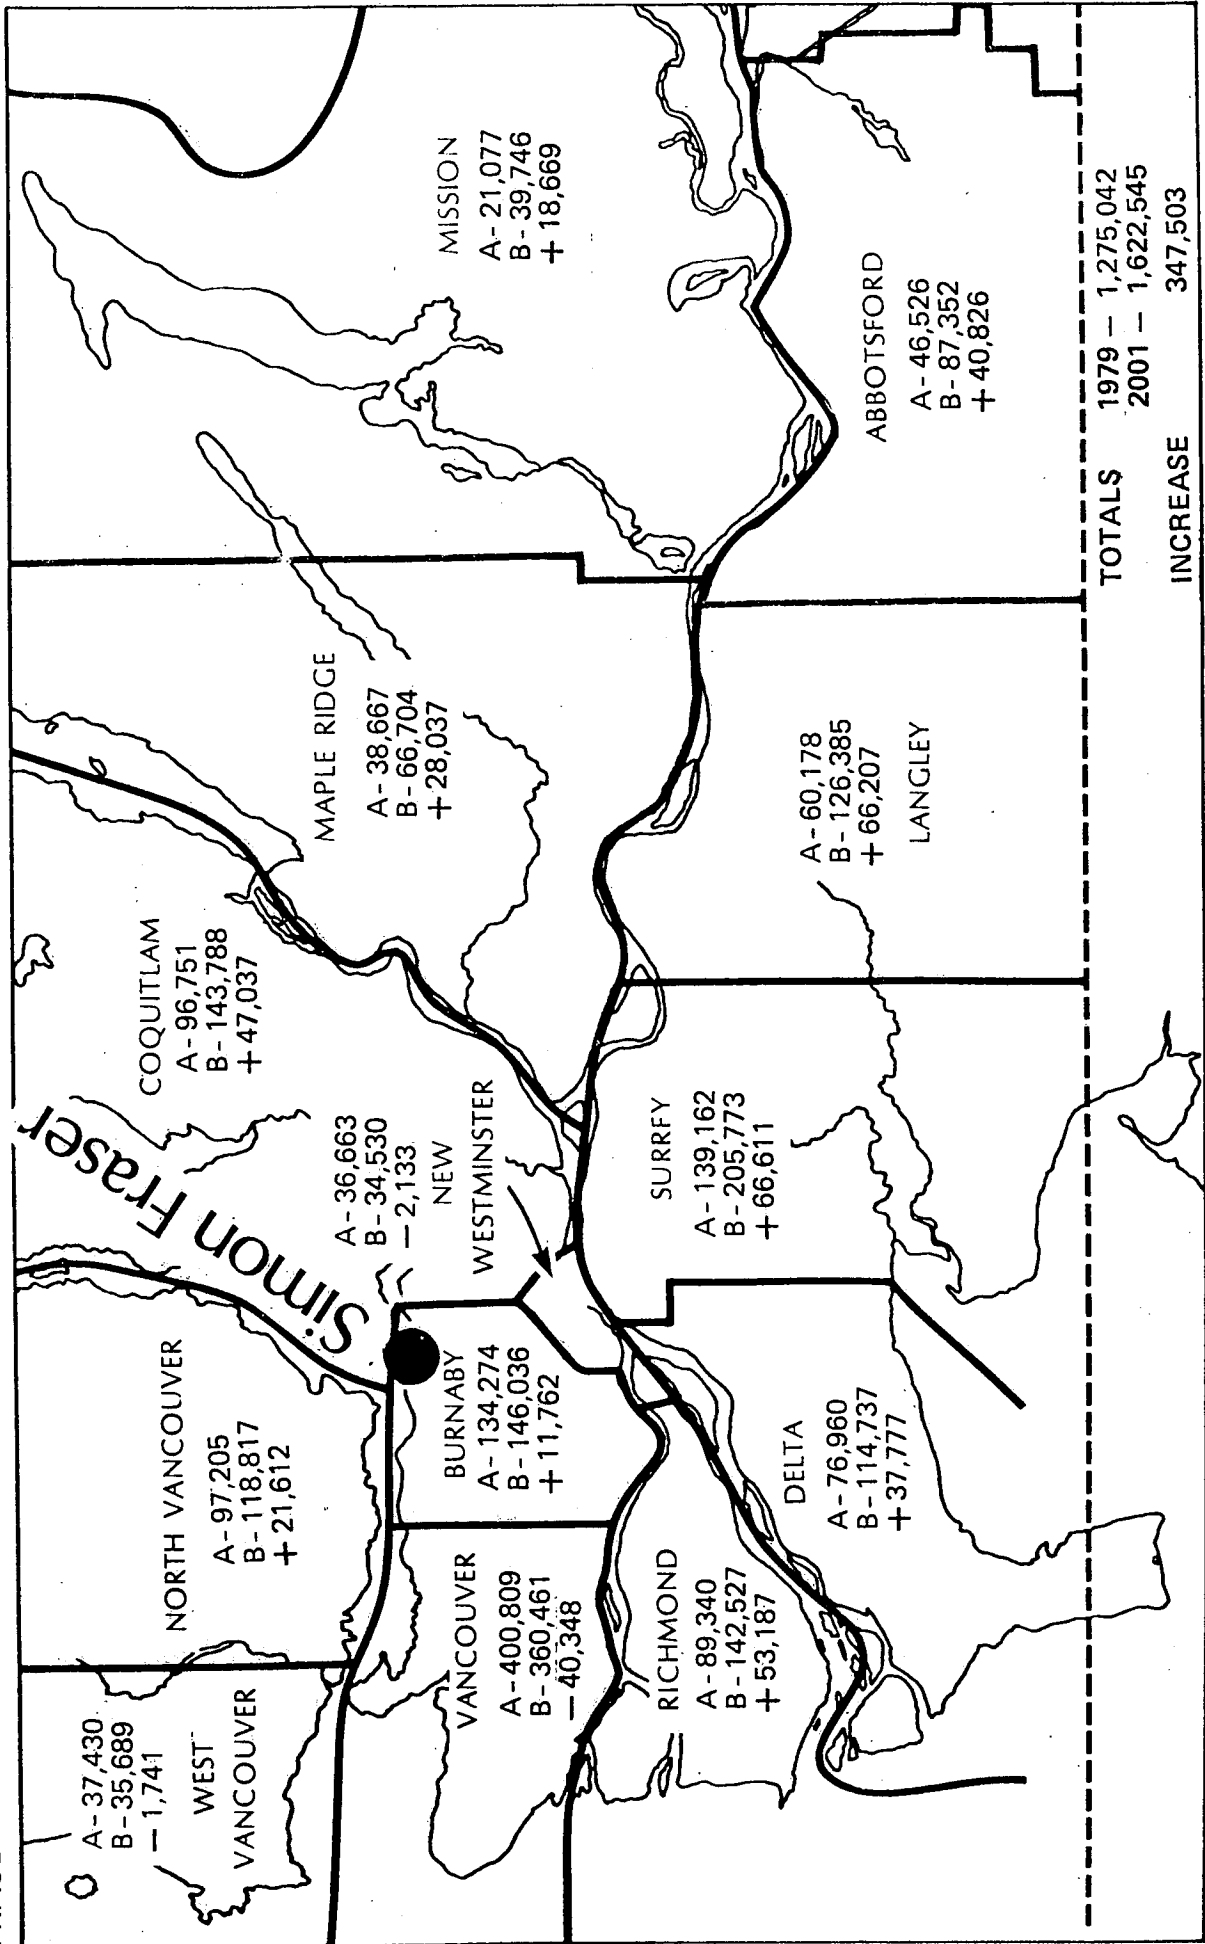 A-37,430
B-35,689
-1,741
WEST
VANCOUVER
NORTH VANCOUVER
A-97,205
B-118,817
+21,612
Simon Fraser
COQUITLAM
A-96,751
B-143,788
+47,037
MAPLE RIDGE
A-38,667
B-66,704
+28,037
MISSION
A-21,077
B-39,746
+18,669
A-36,663
B-34,530
-2,133
NEW
WESTMINSTER
BURNABY
A-134,274
B-146,036
+11,762
VANCOUVER
A-400,809
B-360,461
-40,348
RICHMOND
A-89,340
B-142,527
+53,187
DELTA
A-76,960
B-114,737
+37,777
SURRFY
A-139,162
B-205,773
+66,611
A-60,178
B-126,385
+66,207
LANGLEY
ABBOTSFORD
A-46,526
B-87,352
+40,826
TOTALS 1979 — 1,275,042
2001 — 1,622,545
INCREASE 347,503